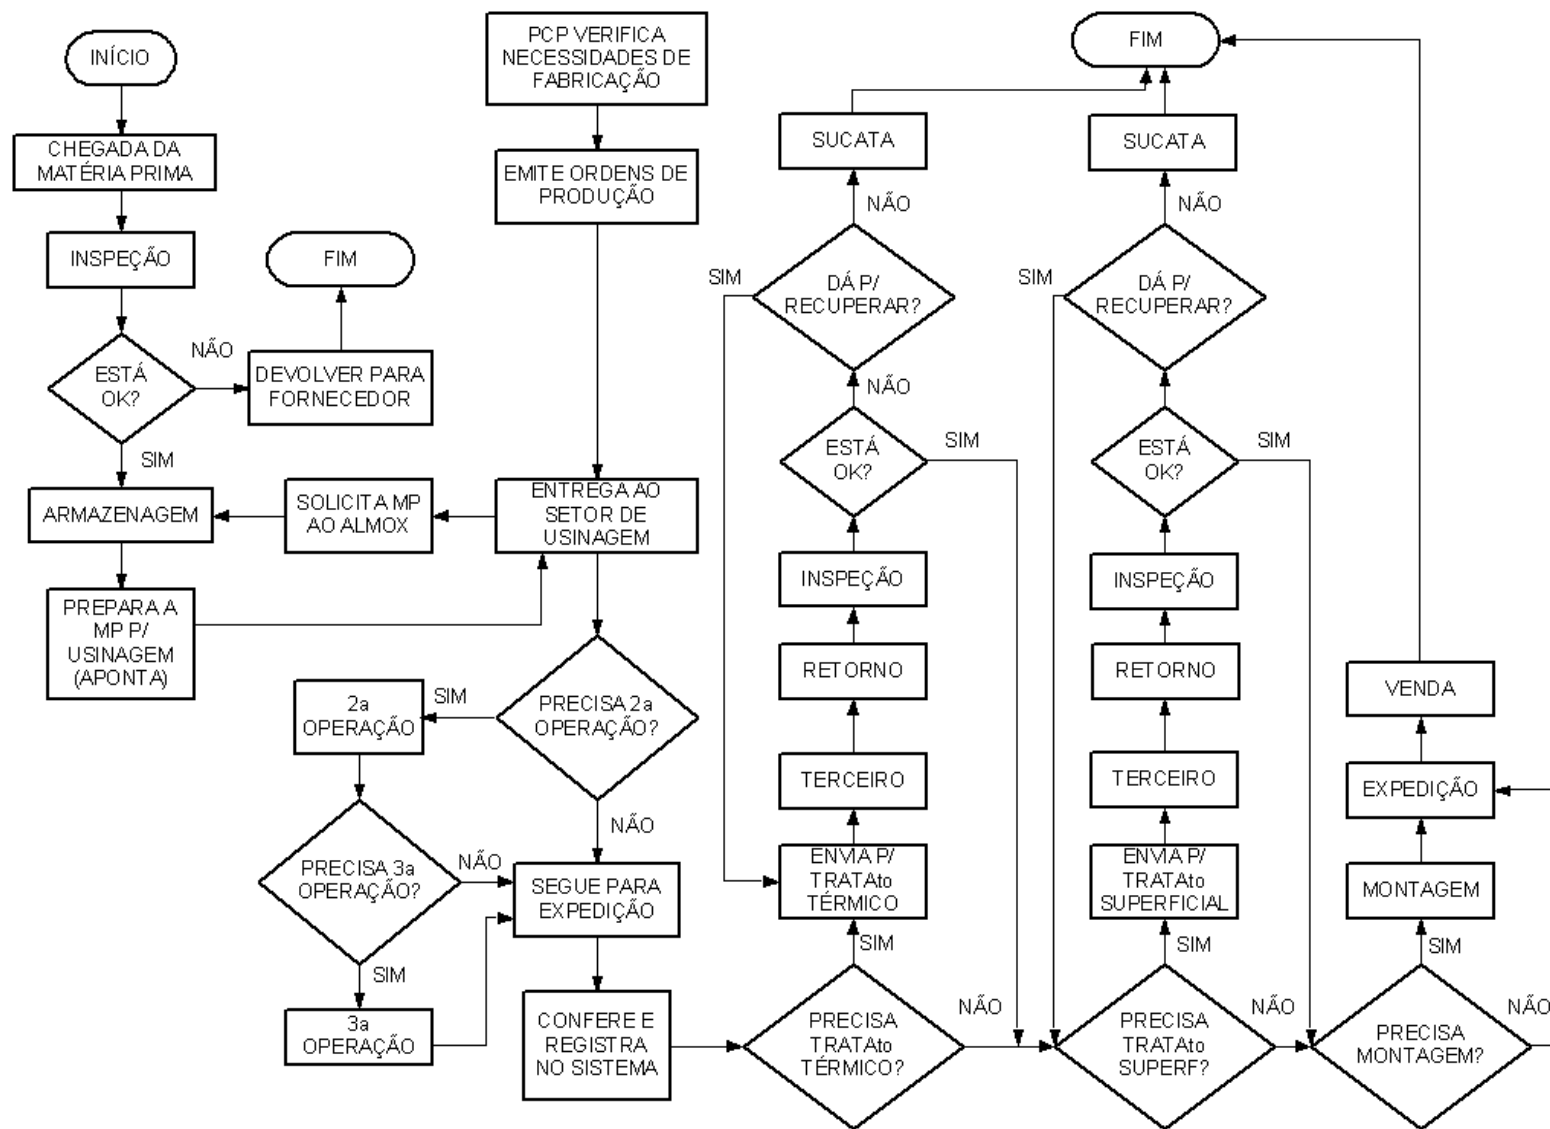 INÍCIO
CHEGADA DA
MATÉRIA PRIMA
INSPEÇÃO
ESTÁ
OK?
NÃO
DEVOLVER PARA
FORNECEDOR
FIM
SIM
ARMAZENAGEM
PREPARA A
MP P/
USINAGEM
(APONTA)
PCP VERIFICA
NECESSIDADES DE
FABRICAÇÃO
EMITE ORDENS DE
PRODUÇÃO
ENTREGA AO
SETOR DE
USINAGEM
SOLICITA MP
AO ALMOX
PRECISA 2a
OPERAÇÃO?
SIM
2a
OPERAÇÃO
PRECISA 3a
OPERAÇÃO?
NÃO
SIM
3a
OPERAÇÃO
NÃO
SEGUE PARA
EXPEDIÇÃO
CONFERE E
REGISTRA
NO SISTEMA
PRECISA
TRATAto
TÉRMICO?
NÃO
SIM
ENVIA P/
TRATAto
TÉRMICO
TERCEIRO
RETORNO
INSPEÇÃO
ESTÁ
OK?
SIM
NÃO
DÁ P/
RECUPERAR?
SIM
NÃO
SUCATA
FIM
PRECISA
TRATAto
SUPERF?
NÃO
SIM
ENVIA P/
TRATAto
SUPERFICIAL
TERCEIRO
RETORNO
INSPEÇÃO
ESTÁ
OK?
SIM
NÃO
DÁ P/
RECUPERAR?
SIM
NÃO
SUCATA
PRECISA
MONTAGEM?
NÃO
SIM
MONTAGEM
EXPEDIÇÃO
VENDA